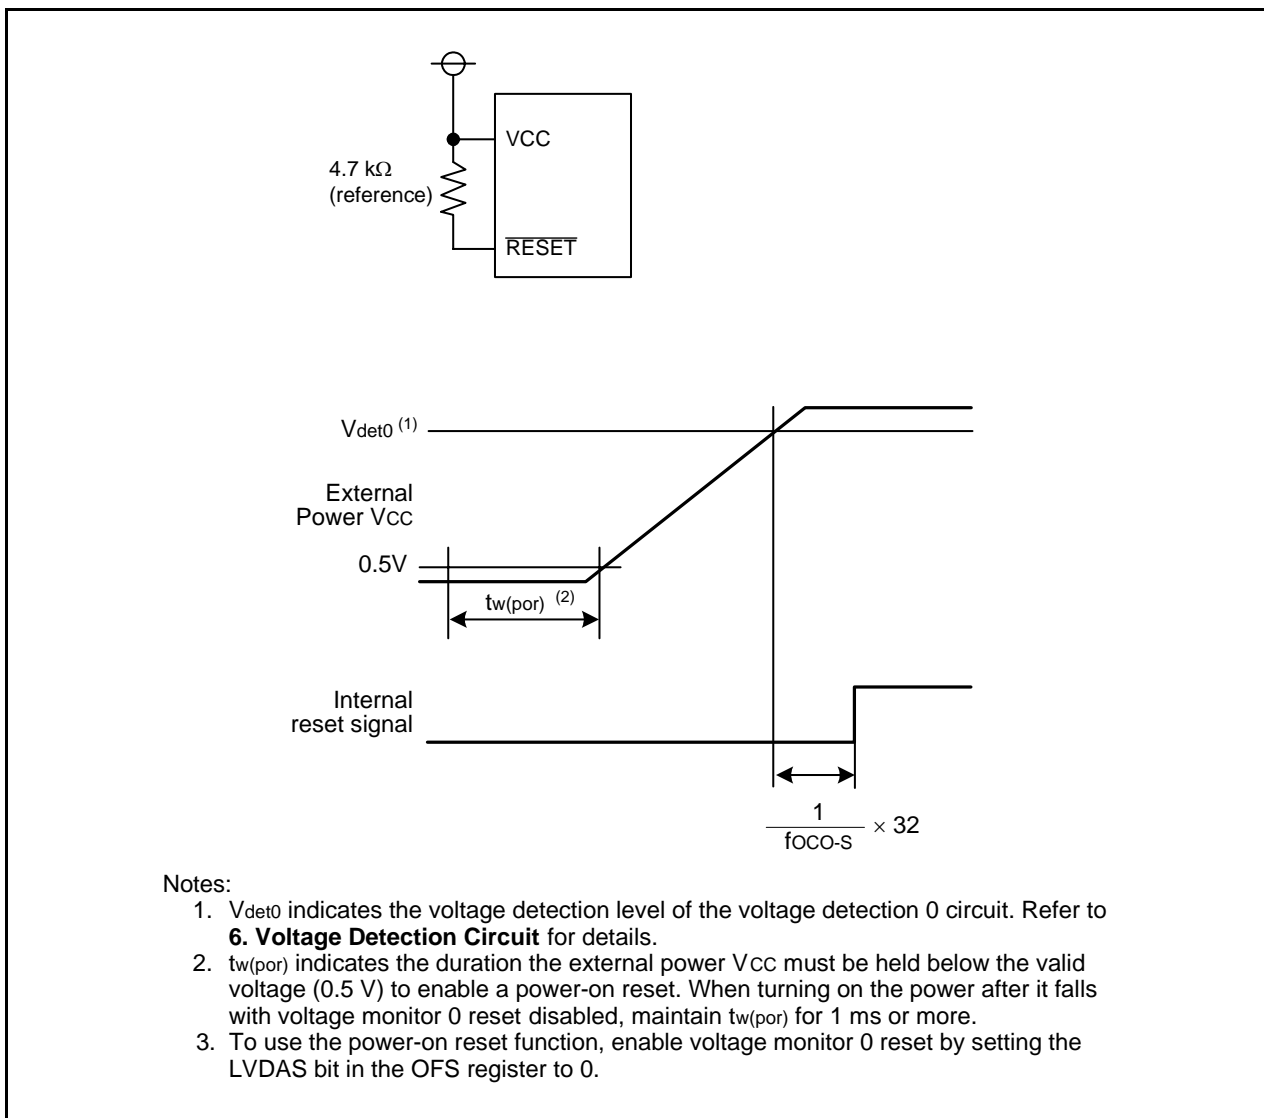 VCC
4.7 kΩ
(reference)
RESET
Vdet0 (1)
External
Power VCC
0.5V
tw(por) (2)
Internal
reset signal
1
fOCO-S
× 32
Notes:
1. Vdet0 indicates the voltage detection level of the voltage detection 0 circuit. Refer to
6. Voltage Detection Circuit for details.
2. tw(por) indicates the duration the external power VCC must be held below the valid
voltage (0.5 V) to enable a power-on reset. When turning on the power after it falls
with voltage monitor 0 reset disabled, maintain tw(por) for 1 ms or more.
3. To use the power-on reset function, enable voltage monitor 0 reset by setting the
LVDAS bit in the OFS register to 0.